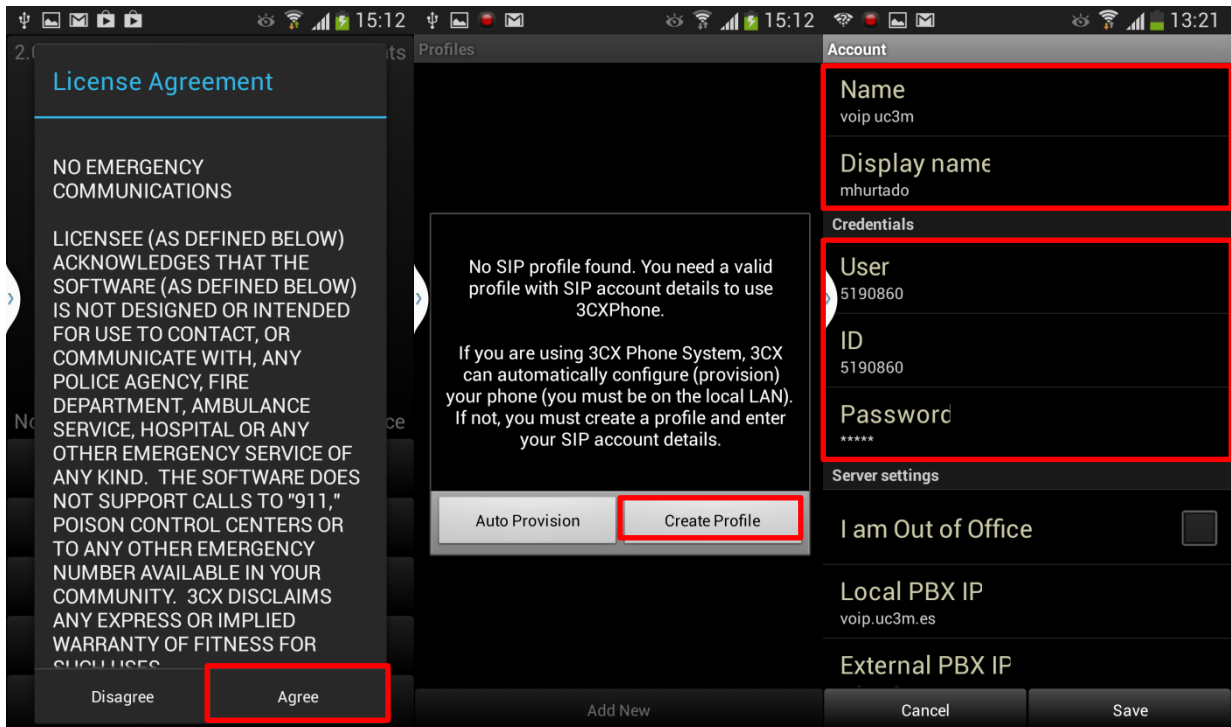 15:12
2.0
nts
License Agreement
NO EMERGENCY
COMMUNICATIONS
LICENSEE (AS DEFINED BELOW)
ACKNOWLEDGES THAT THE
SOFTWARE (AS DEFINED BELOW)
IS NOT DESIGNED OR INTENDED
FOR USE TO CONTACT, OR
COMMUNICATE WITH, ANY
POLICE AGENCY, FIRE
DEPARTMENT, AMBULANCE
SERVICE, HOSPITAL OR ANY
OTHER EMERGENCY SERVICE OF
ANY KIND. THE SOFTWARE DOES
NOT SUPPORT CALLS TO "911,"
POISON CONTROL CENTERS OR
TO ANY OTHER EMERGENCY
NUMBER AVAILABLE IN YOUR
COMMUNITY. 3CX DISCLAIMS
ANY EXPRESS OR IMPLIED
WARRANTY OF FITNESS FOR
SUCH USES
No
ce
Disagree
Agree
15:12
Profiles
No SIP profile found. You need a valid
profile with SIP account details to use
3CXPhone.
If you are using 3CX Phone System, 3CX
can automatically configure (provision)
your phone (you must be on the local LAN).
If not, you must create a profile and enter
your SIP account details.
Auto Provision
Create Profile
Add New
13:21
Account
Name
voip uc3m
Display name
mhurtado
Credentials
User
5190860
ID
5190860
Password
*****
Server settings
I am Out of Office
Local PBX IP
voip.uc3m.es
External PBX IP
Cancel
Save